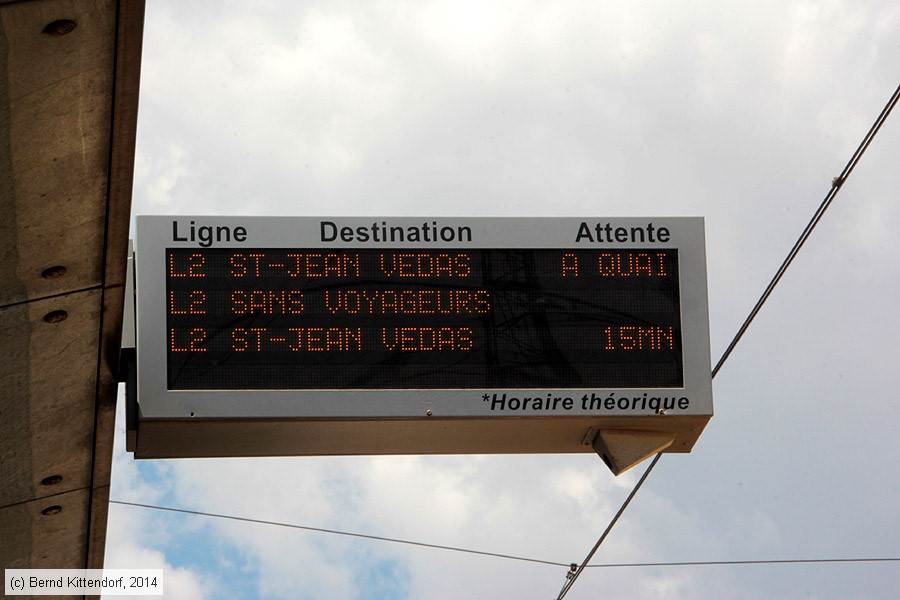 Ligne Destination Attente
L2 ST-JEAN VEDAS A QUAI
L2 SANS VOYAGEURS
L2 ST-JEAN VEDAS 15MN
*Horaire théorique
(c) Bernd Kittendorf, 2014